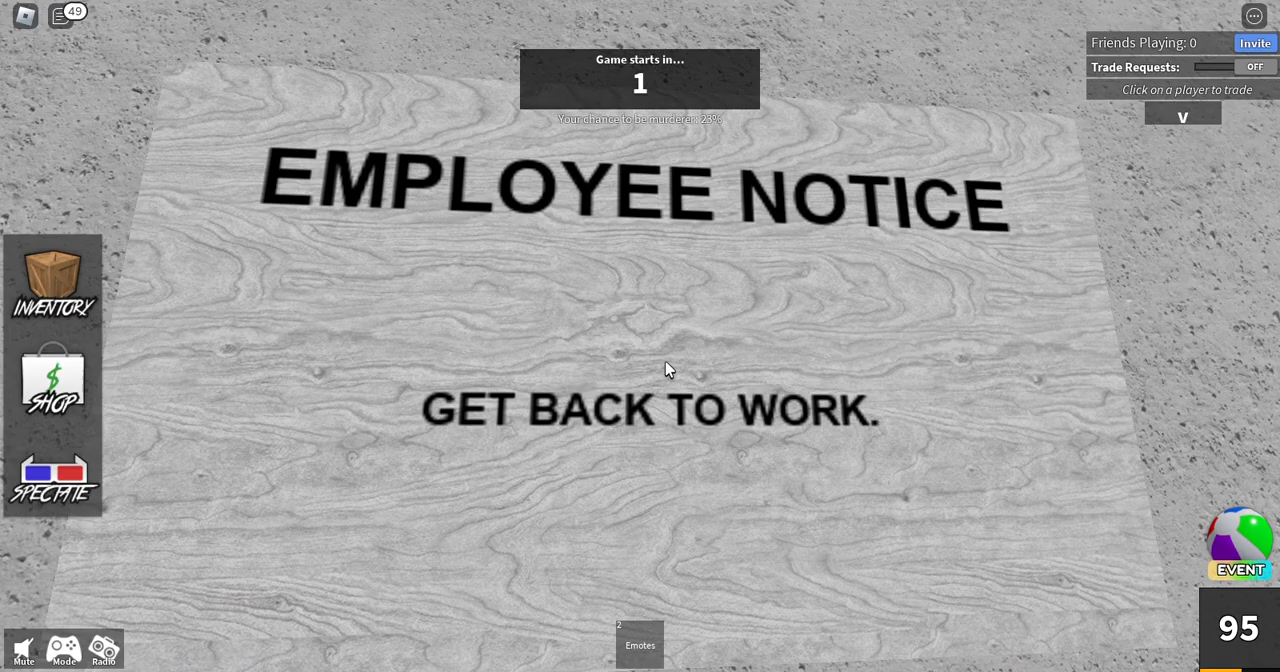 49
Game starts in...
1
Your chance to be murderer: 23%
Friends Playing: 0
Invite
Trade Requests:
OFF
Click on a player to trade
V
EMPLOYEE NOTICE
GET BACK TO WORK.
INVENTORY
$
SHOP
SPECTATE
EVENT
95
Mute
Mode
Radio
2
Emotes